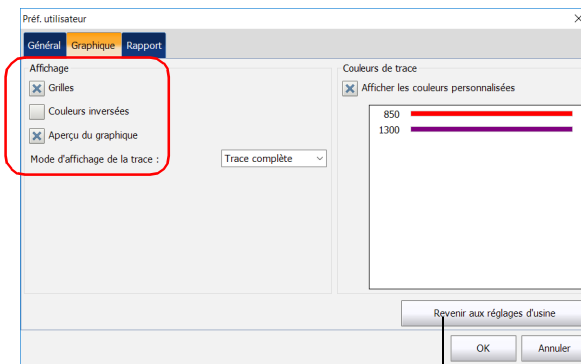 Préf. utilisateur
Général Graphique Rapport
Affichage
Grilles
Couleurs inversées
Aperçu du graphique
Mode d'affichage de la trace : Trace complète
Couleurs de trace
Afficher les couleurs personnalisées
850
1300
Revenir aux réglages d'usine
OK Annuler